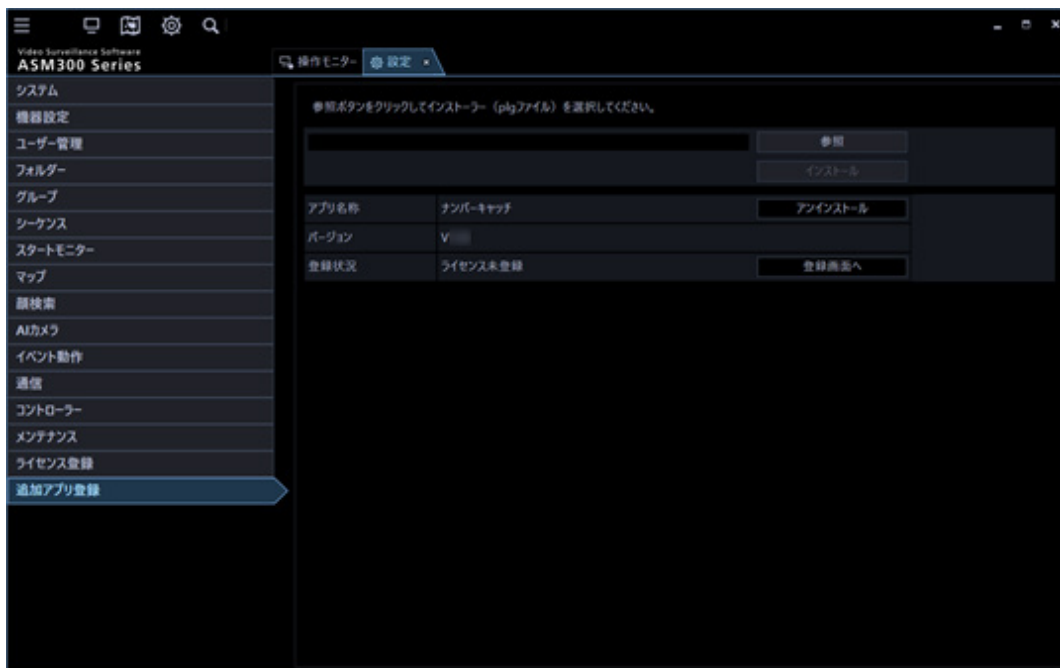 Video Surveillance Software
ASM300 Series
操作モニター
設定
システム
機器設定
ユーザー管理
フォルダー
グループ
シーケンス
スタートモニター
マップ
顔検索
AIカメラ
イベント動作
通信
コントローラー
メンテナンス
ライセンス登録
追加アプリ登録
参照ボタンをクリックしてインストーラー（plgファイル）を選択してください。
参照
インストール
アプリ名称 ナンバーキャッチ アンインストール
バージョン V
登録状況 ライセンス未登録 登録画面へ